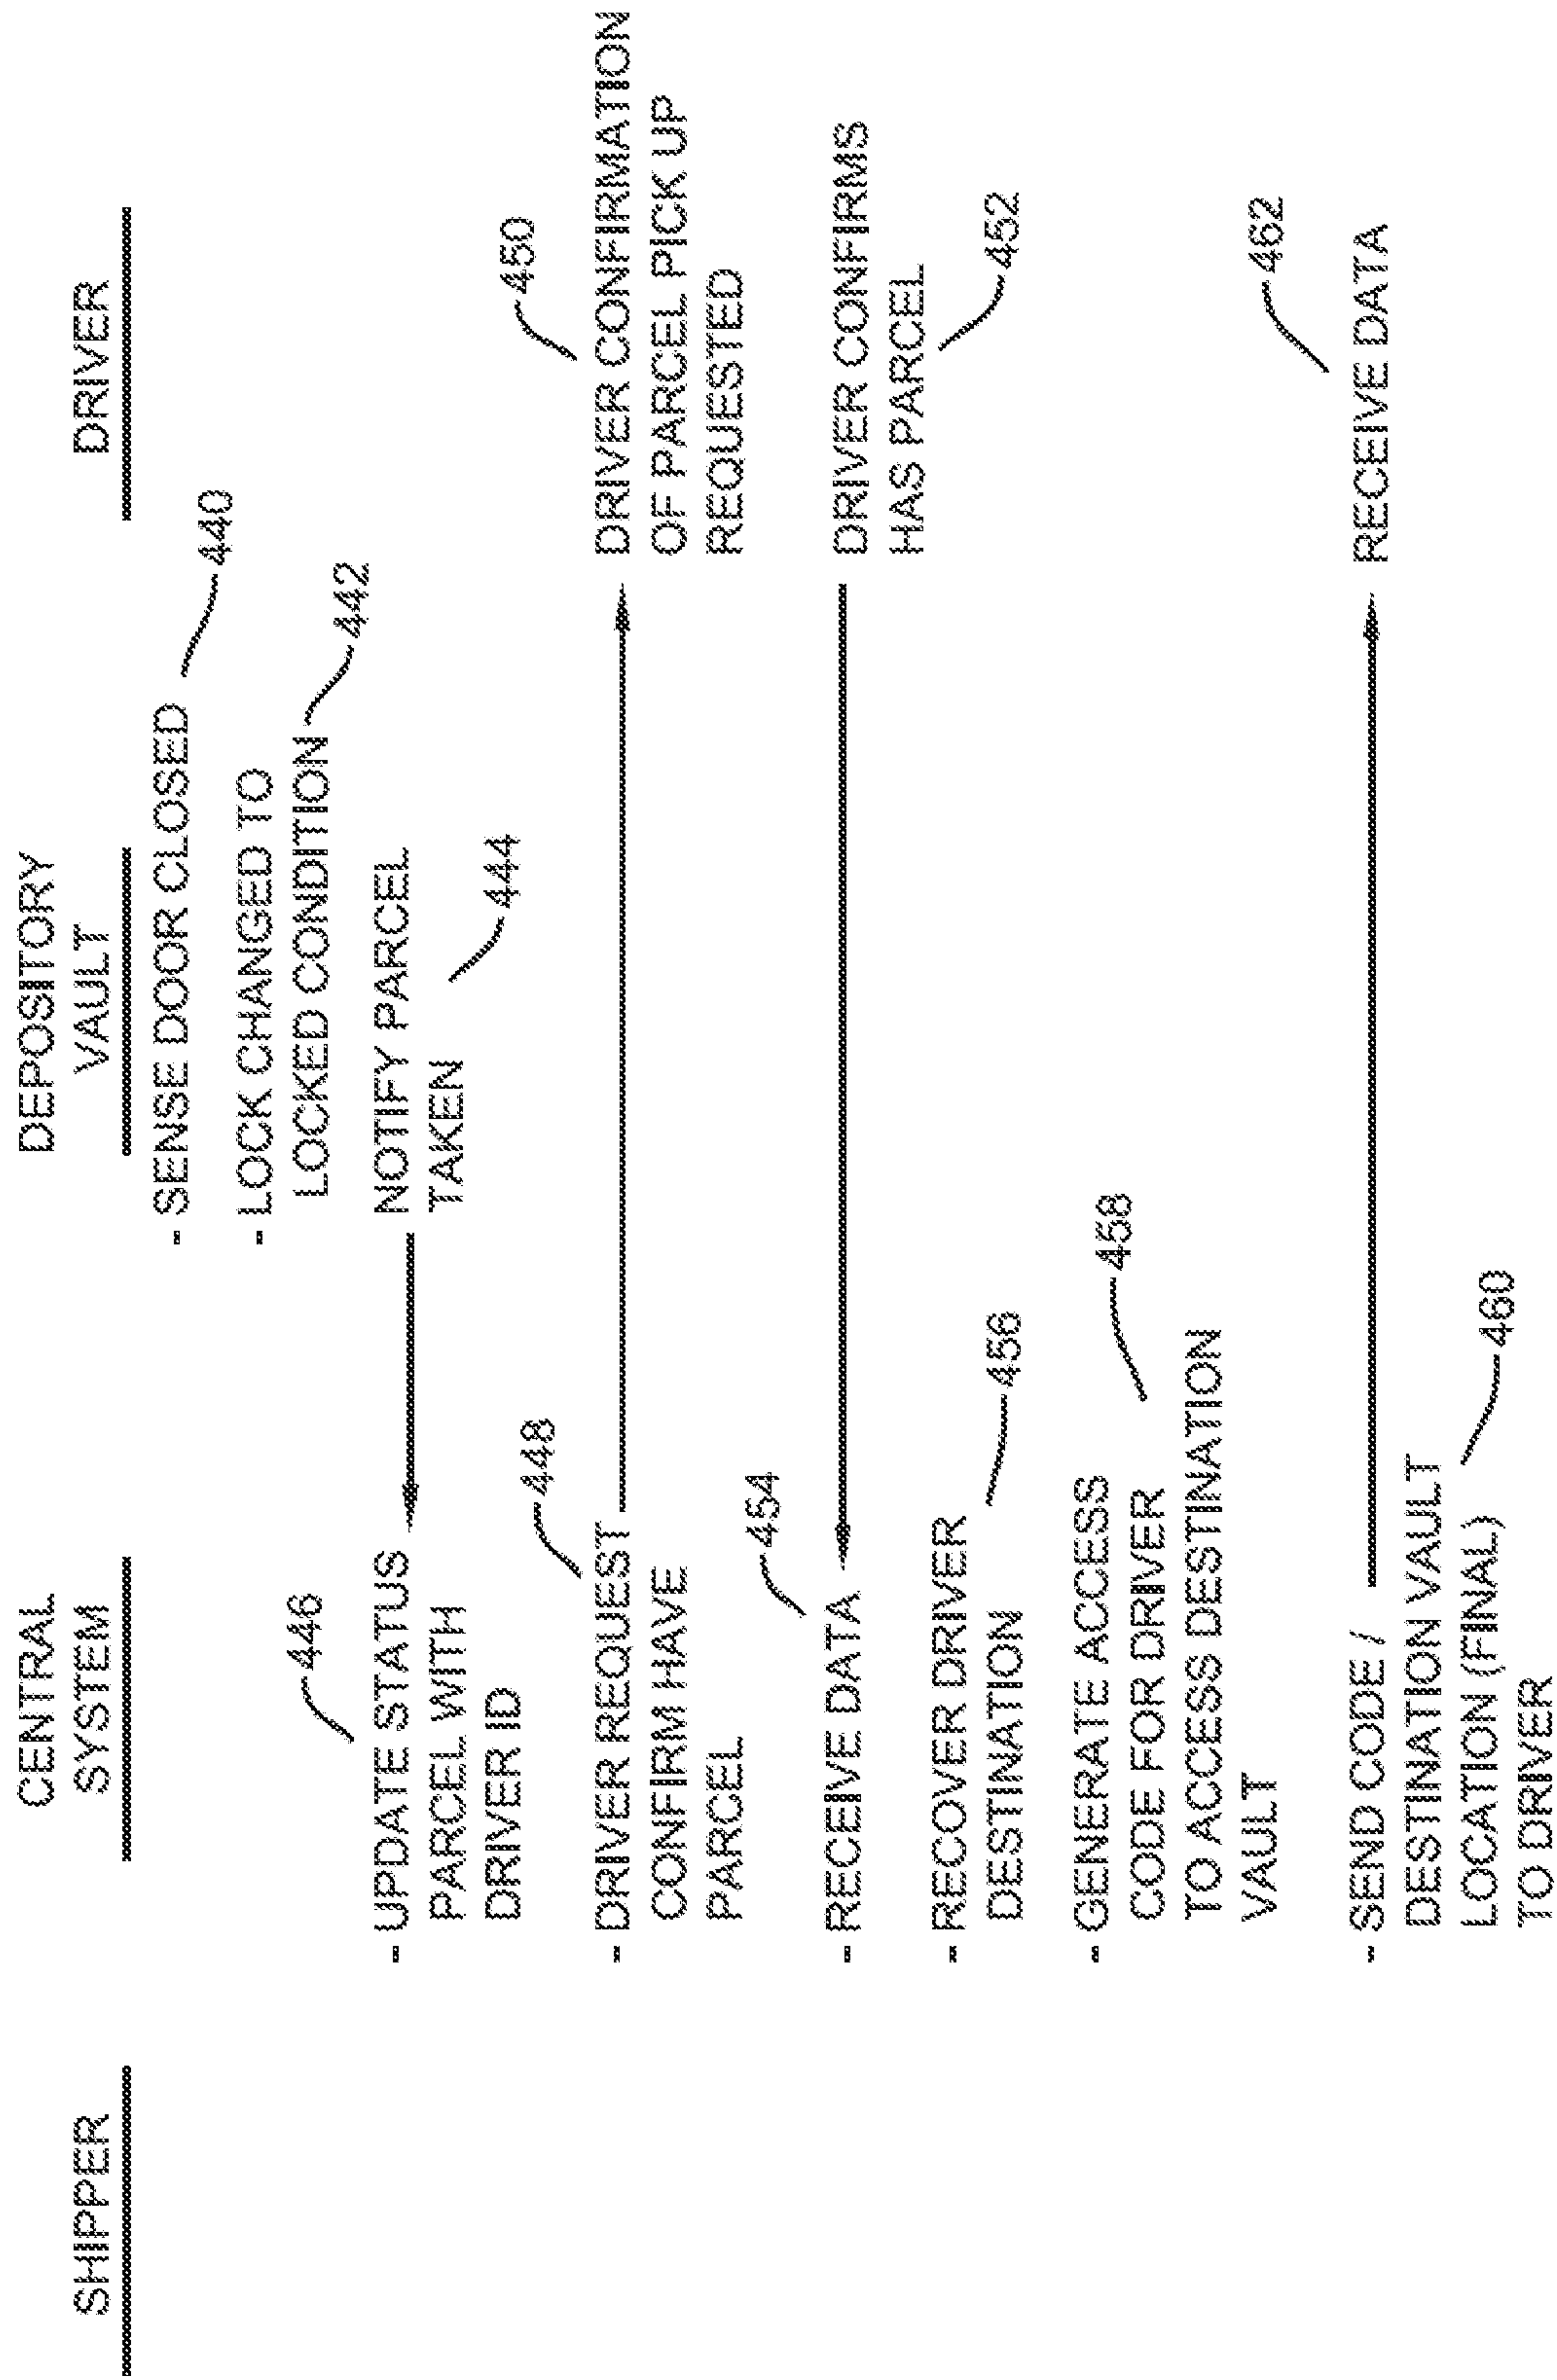 SHIPPER
CENTRAL
SYSTEM
DEPOSITORY
VAULT
DRIVER
- SENSE DOOR CLOSED
440
- LOCK CHANGED TO
LOCKED CONDITION
442
NOTIFY PARCEL
TAKEN
444
446
- UPDATE STATUS
PARCEL WITH
DRIVER ID
448
- DRIVER REQUEST
CONFIRM HAVE
PARCEL
450
DRIVER CONFIRMATION
OF PARCEL PICK UP
REQUESTED
DRIVER CONFIRMS
HAS PARCEL
452
454
- RECEIVE DATA
- RECOVER DRIVER
DESTINATION
456
- GENERATE ACCESS
CODE FOR DRIVER
TO ACCESS DESTINATION
VAULT
458
- SEND CODE /
DESTINATION VAULT
LOCATION (FINAL)
TO DRIVER
460
462
RECEIVE DATA